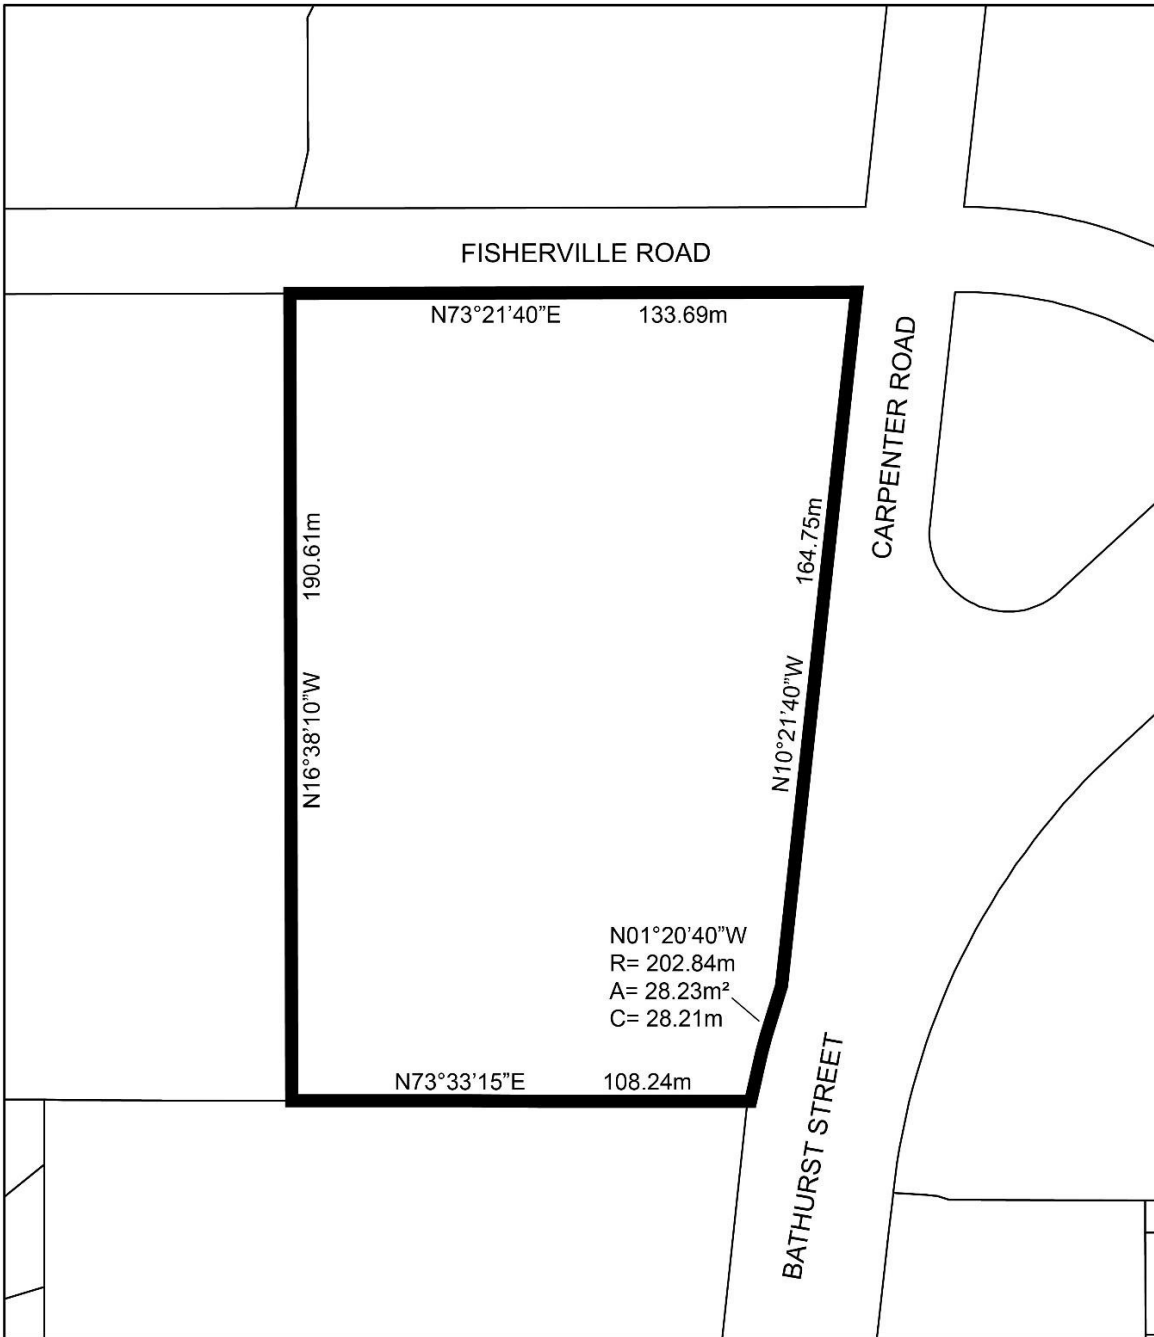 FISHERVILLE ROAD
N73°21'40"E 133.69m
CARPENTER ROAD
190.61m
164.75m
N16°38'10"W
N10°21'40"W
N01°20'40"W
R= 202.84m
A= 28.23m²
C= 28.21m
N73°33'15"E 108.24m
BATHURST STREET